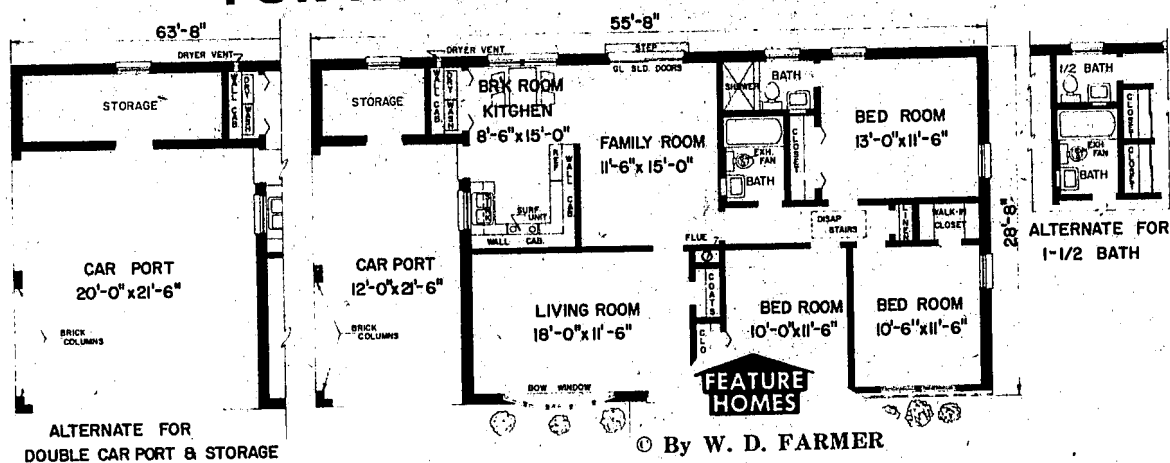 63'-8"
DRYER VENT
STORAGE
WALL CAB
DRY
WASH
CAR PORT
20'-0"x21'-6"
BRICK
COLUMNS
ALTERNATE FOR
DOUBLE CAR PORT & STORAGE
55'-8"
DRYER VENT
STEP
GL. SLD. DOORS
STORAGE
WALL CAB
DRY
WASH
BRK ROOM
KITCHEN
8'-6"x15'-0"
REF
WALL CAB
SURF.
UNIT
SINK
WALL CAB.
FAMILY ROOM
11'-6"x 15'-0"
SHOWER
BATH
EXH.
FAN
BATH
CLOSET
BED ROOM
13'-0"x11'-6"
DISAP
STAIRS
LINEN
WALK-IN
CLOSET
FLUE
28'-8"
CAR PORT
12'-0"x21'-6"
BRICK
COLUMNS
LIVING ROOM
18'-0"x11'-6"
BOW WINDOW
COATS
CLO
BED ROOM
10'-0"x11'-6"
BED ROOM
10'-6"x11'-6"
FEATURE
HOMES
© By W. D. FARMER
1/2 BATH
CLOSET
CLOSET
EXH.
FAN
BATH
ALTERNATE FOR
1-1/2 BATH